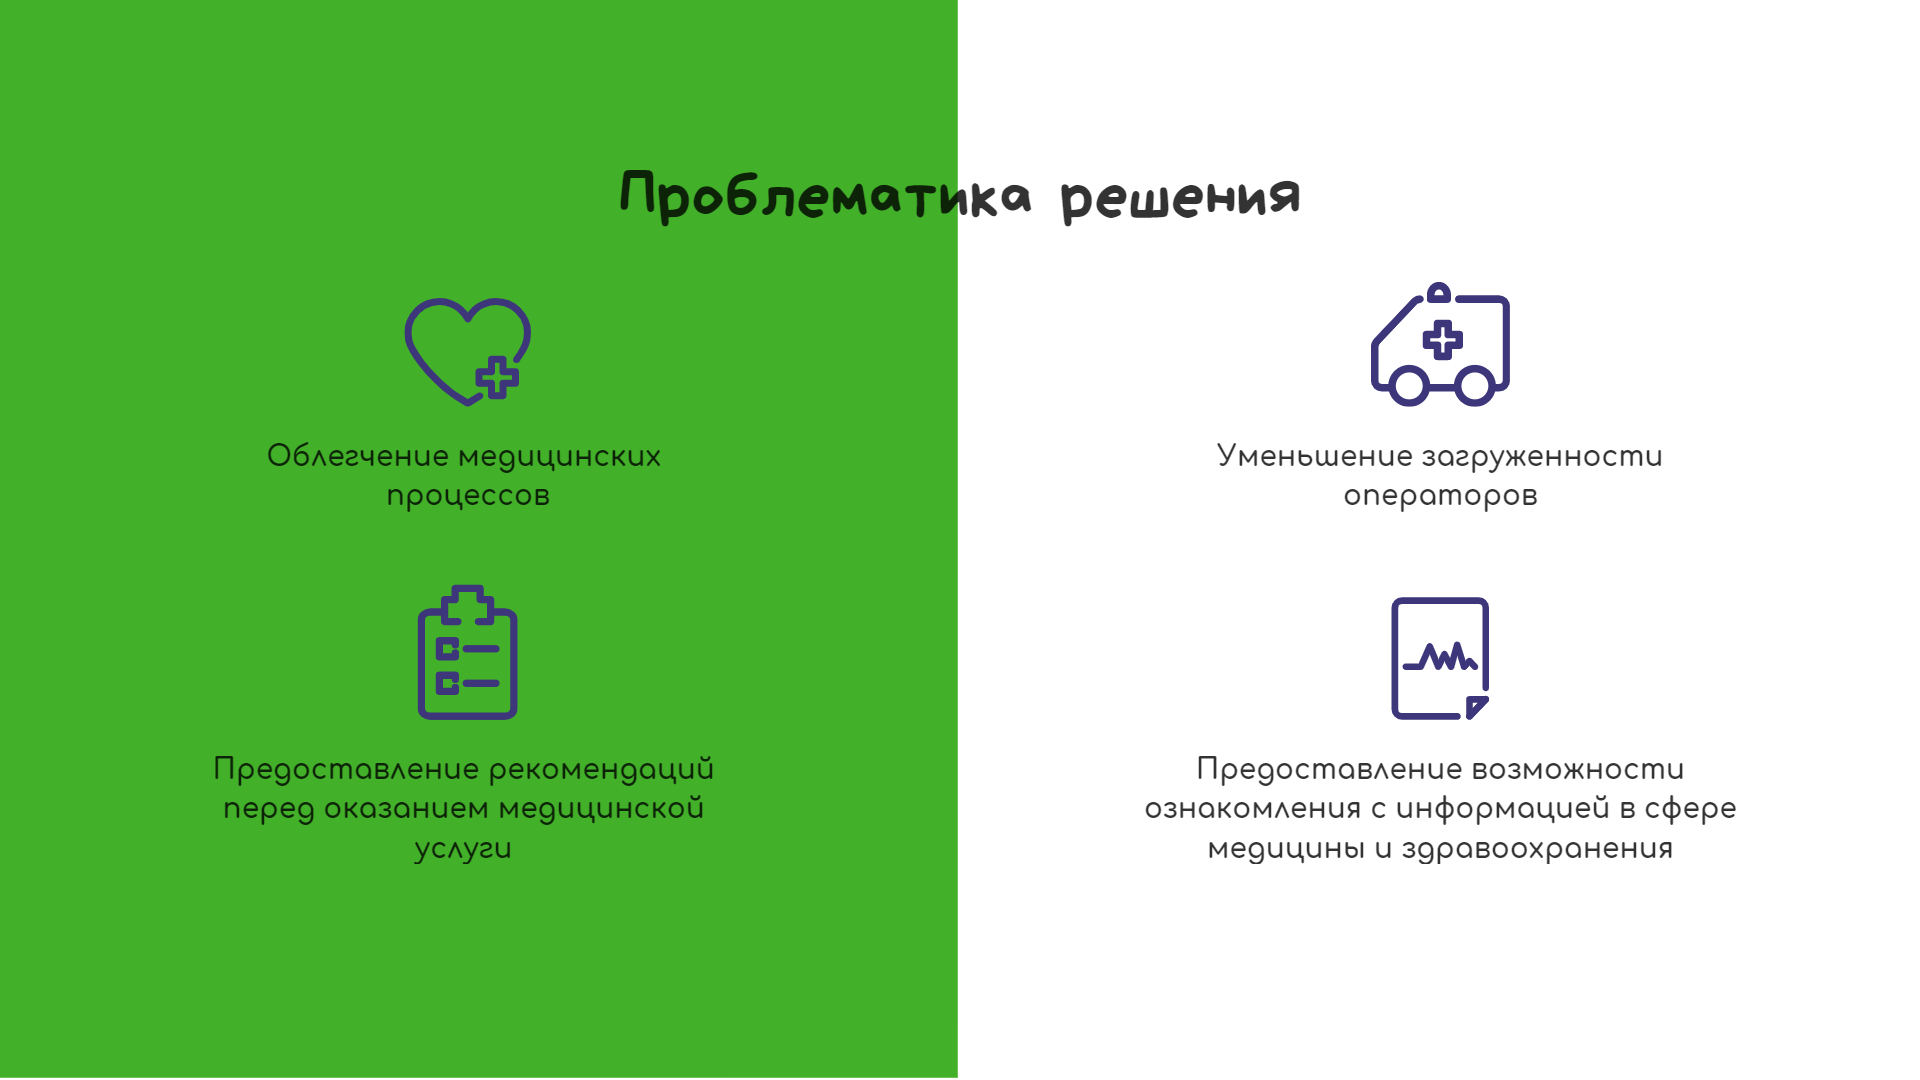 Проблематика решения
Облегчение медицинских
процессов
Уменьшение загруженности
операторов
Предоставление рекомендаций
перед оказанием медицинской
услуги
Предоставление возможности
ознакомления с информацией в сфере
медицины и здравоохранения